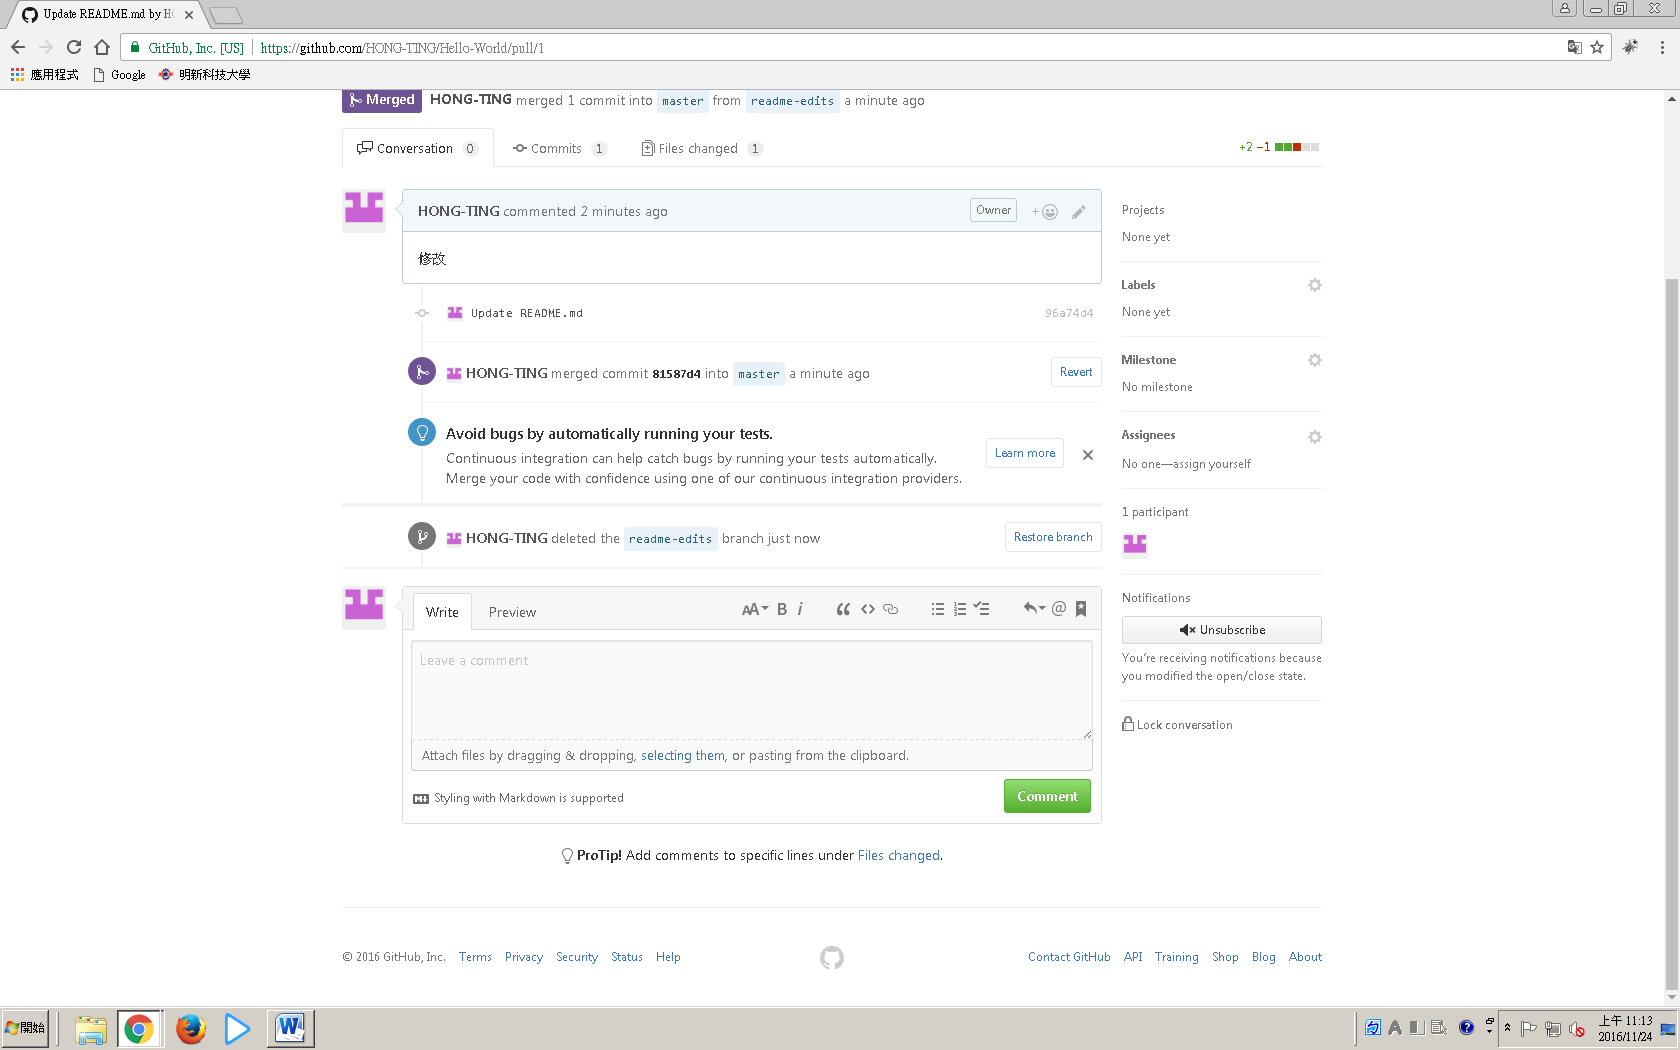 Update README.md by HO
GitHub, Inc. [US] https://github.com/HONG-TING/Hello-World/pull/1
應用程式 Google 明新科技大學
Merged HONG-TING merged 1 commit into master from readme-edits a minute ago
Conversation 0 Commits 1 Files changed 1 +2 −1
HONG-TING commented 2 minutes ago Owner
修改
Update README.md 96a74d4
HONG-TING merged commit 81587d4 into master a minute ago Revert
Avoid bugs by automatically running your tests.
Continuous integration can help catch bugs by running your tests automatically.
Merge your code with confidence using one of our continuous integration providers.
Learn more
HONG-TING deleted the readme-edits branch just now Restore branch
Write Preview AA B i
Leave a comment
Attach files by dragging & dropping, selecting them, or pasting from the clipboard.
Styling with Markdown is supported Comment
ProTip! Add comments to specific lines under Files changed.
Projects
None yet
Labels
None yet
Milestone
No milestone
Assignees
No one—assign yourself
1 participant
Notifications
Unsubscribe
You’re receiving notifications because
you modified the open/close state.
Lock conversation
© 2016 GitHub, Inc. Terms Privacy Security Status Help Contact GitHub API Training Shop Blog About
開始
上午 11:13
2016/11/24